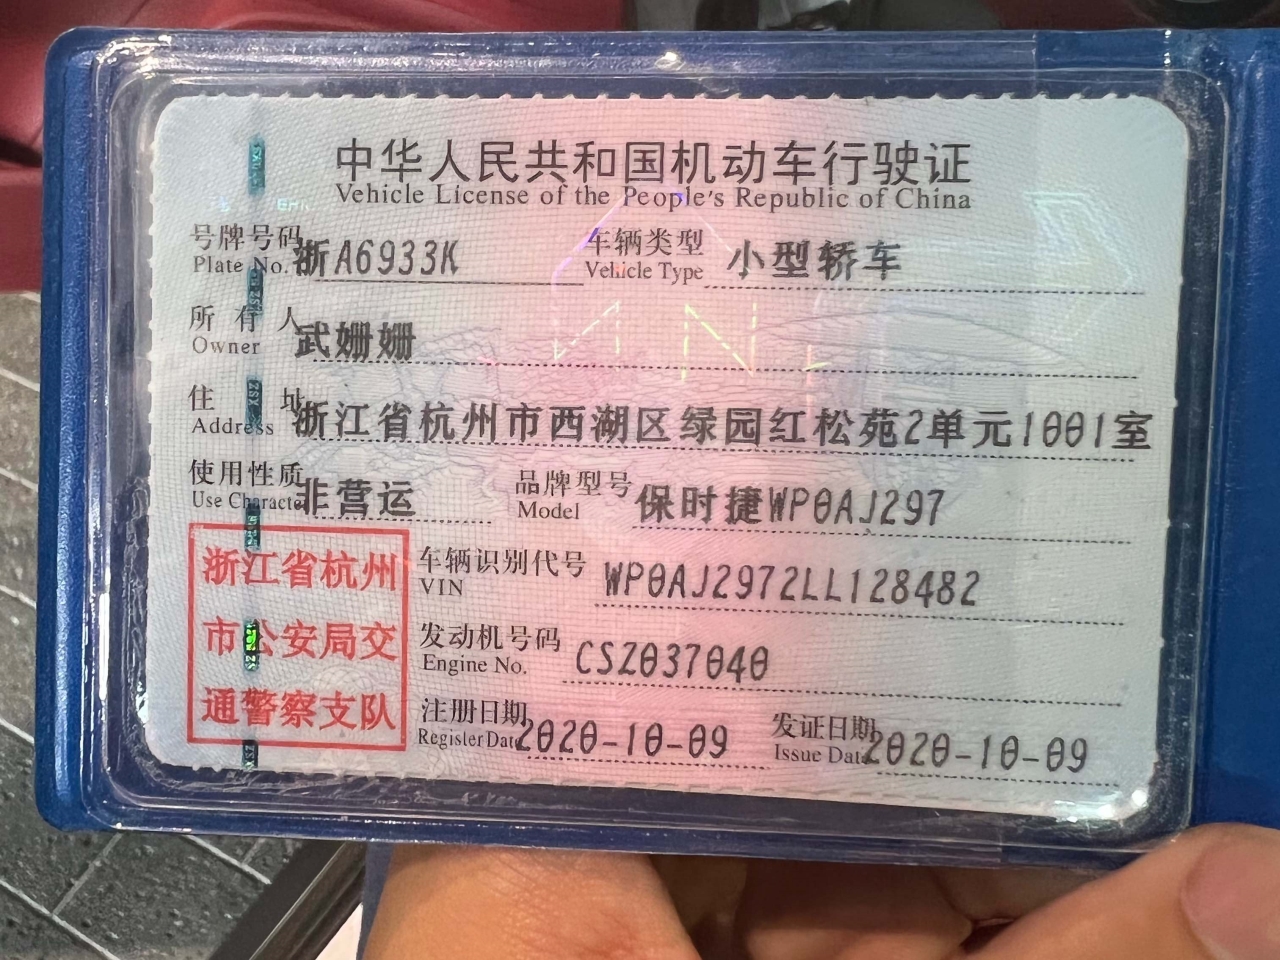 中华人民共和国机动车行驶证
Vehicle License of the People's Republic of China
号牌号码 浙A6933K 车辆类型 小型轿车
Plate No. Vehicle Type
所有人 武姗姗
Owner
住址 浙江省杭州市西湖区绿园红松苑2单元1001室
Address
使用性质 非营运 品牌型号 保时捷WP0AJ297
Use Character Model
浙江省杭州
市公安局交
通警察支队
车辆识别代号 WP0AJ2972LL128482
VIN
发动机号码 CSZ037040
Engine No.
注册日期 2020-10-09 发证日期 2020-10-09
Register Date Issue Date